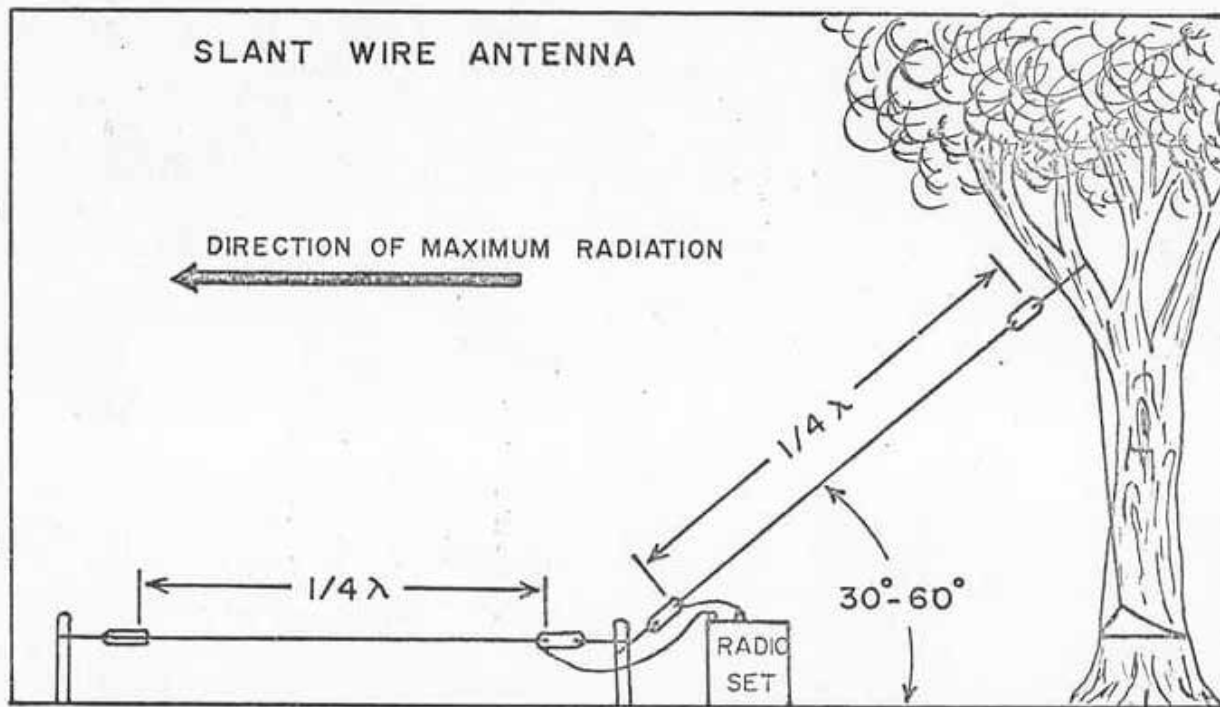 SLANT WIRE ANTENNA
DIRECTION OF MAXIMUM RADIATION
1/4 λ
1/4 λ
30°-60°
RADIO
SET